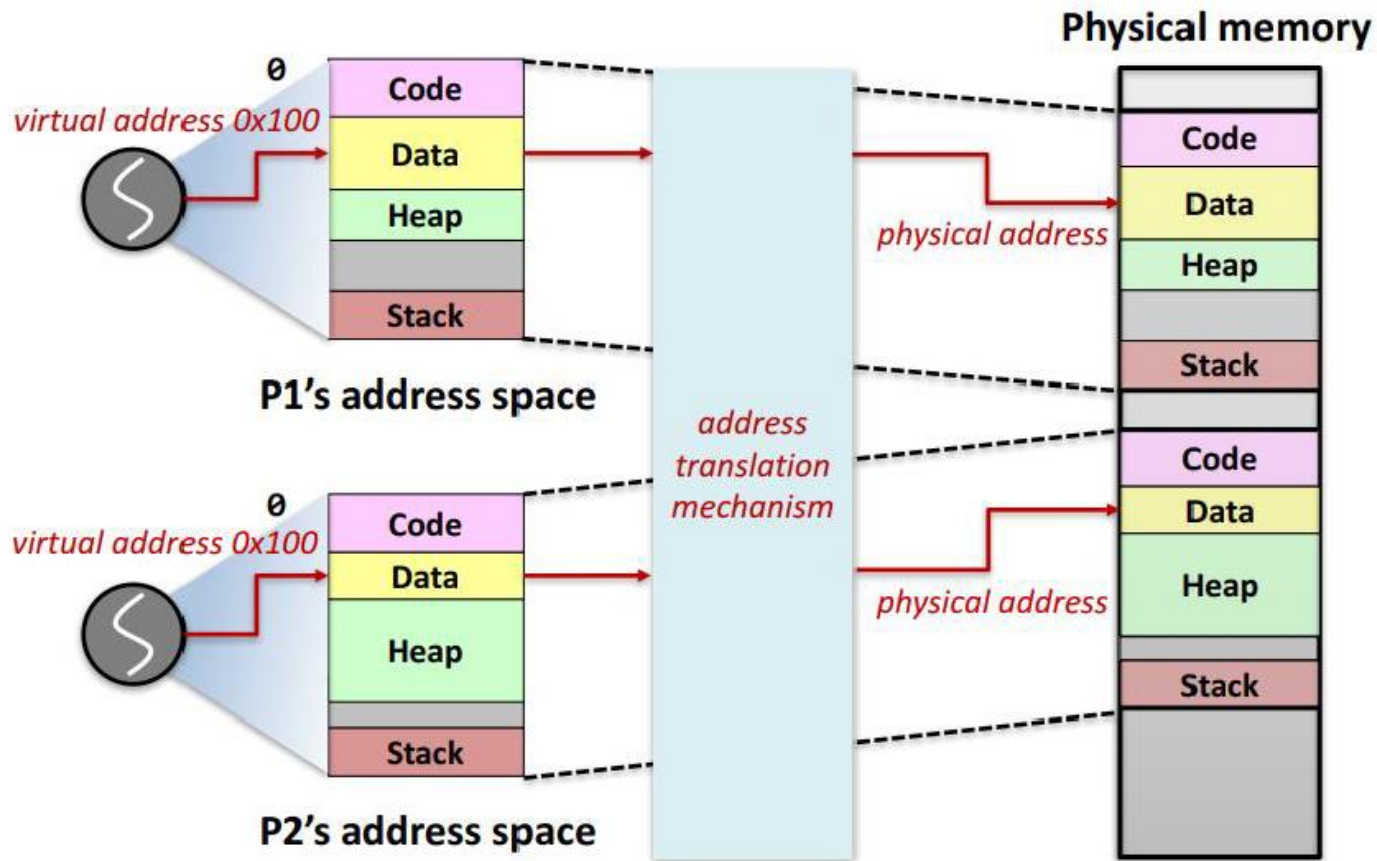 Physical memory
0
virtual address 0x100
Code
Data
Heap
Stack
P1's address space
0
virtual address 0x100
Code
Data
Heap
Stack
P2's address space
address
translation
mechanism
physical address
physical address
Code
Data
Heap
Stack
Code
Data
Heap
Stack